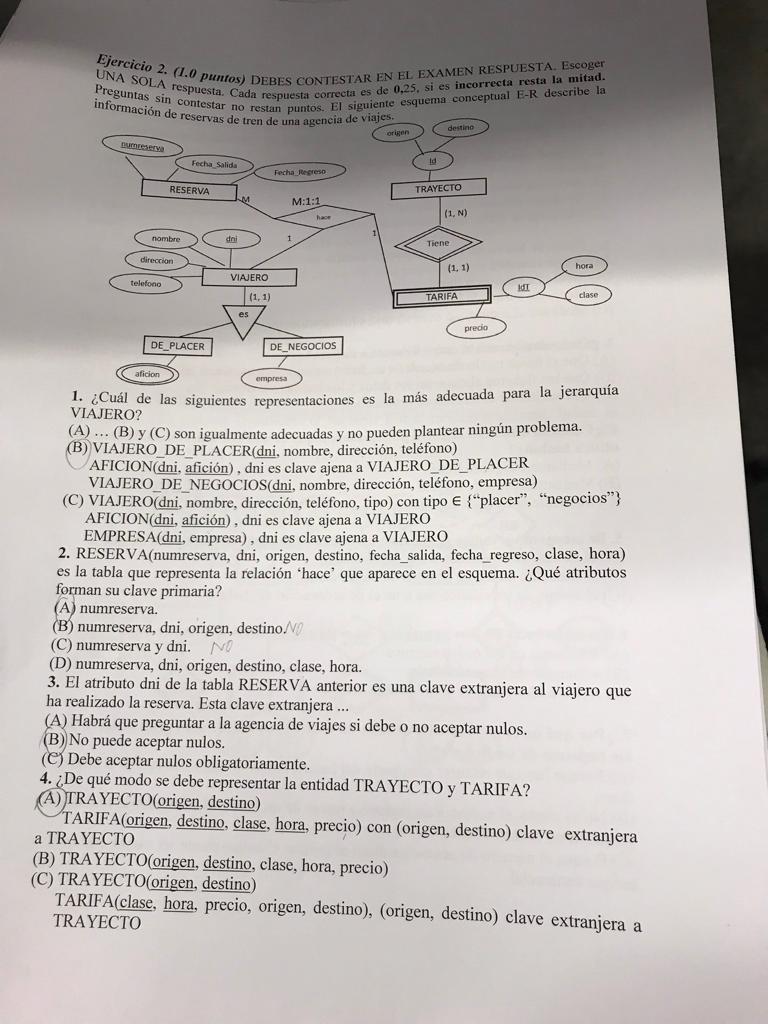 Ejercicio 2. (1.0 puntos) DEBES CONTESTAR EN EL EXAMEN RESPUESTA. Escoger
UNA SOLA respuesta. Cada respuesta correcta es de 0,25, si es incorrecta resta la mitad.
Preguntas sin contestar no restan puntos. El siguiente esquema conceptual E-R describe la
información de reservas de tren de una agencia de viajes.
origen
destino
numreserva
Fecha_Salida
Fecha_Regreso
Id
RESERVA
TRAYECTO
M
M:1:1
hace
(1, N)
nombre
dni
1
1
Tiene
direccion
telefono
VIAJERO
(1, 1)
hora
IdT
clase
TARIFA
(1, 1)
es
precio
DE_PLACER
DE_NEGOCIOS
aficion
empresa
1. ¿Cuál de las siguientes representaciones es la más adecuada para la jerarquía
VIAJERO?
(A) ... (B) y (C) son igualmente adecuadas y no pueden plantear ningún problema.
(B) VIAJERO_DE_PLACER(dni, nombre, dirección, teléfono)
AFICION(dni, afición) , dni es clave ajena a VIAJERO_DE_PLACER
VIAJERO_DE_NEGOCIOS(dni, nombre, dirección, teléfono, empresa)
(C) VIAJERO(dni, nombre, dirección, teléfono, tipo) con tipo ∈ {“placer”, “negocios”}
AFICION(dni, afición) , dni es clave ajena a VIAJERO
EMPRESA(dni, empresa) , dni es clave ajena a VIAJERO
2. RESERVA(numreserva, dni, origen, destino, fecha_salida, fecha_regreso, clase, hora)
es la tabla que representa la relación ‘hace’ que aparece en el esquema. ¿Qué atributos
forman su clave primaria?
(A) numreserva.
(B) numreserva, dni, origen, destino. NO
(C) numreserva y dni. NO
(D) numreserva, dni, origen, destino, clase, hora.
3. El atributo dni de la tabla RESERVA anterior es una clave extranjera al viajero que
ha realizado la reserva. Esta clave extranjera ...
(A) Habrá que preguntar a la agencia de viajes si debe o no aceptar nulos.
(B) No puede aceptar nulos.
(C) Debe aceptar nulos obligatoriamente.
4. ¿De qué modo se debe representar la entidad TRAYECTO y TARIFA?
(A) TRAYECTO(origen, destino)
TARIFA(origen, destino, clase, hora, precio) con (origen, destino) clave extranjera
a TRAYECTO
(B) TRAYECTO(origen, destino, clase, hora, precio)
(C) TRAYECTO(origen, destino)
TARIFA(clase, hora, precio, origen, destino), (origen, destino) clave extranjera a
TRAYECTO